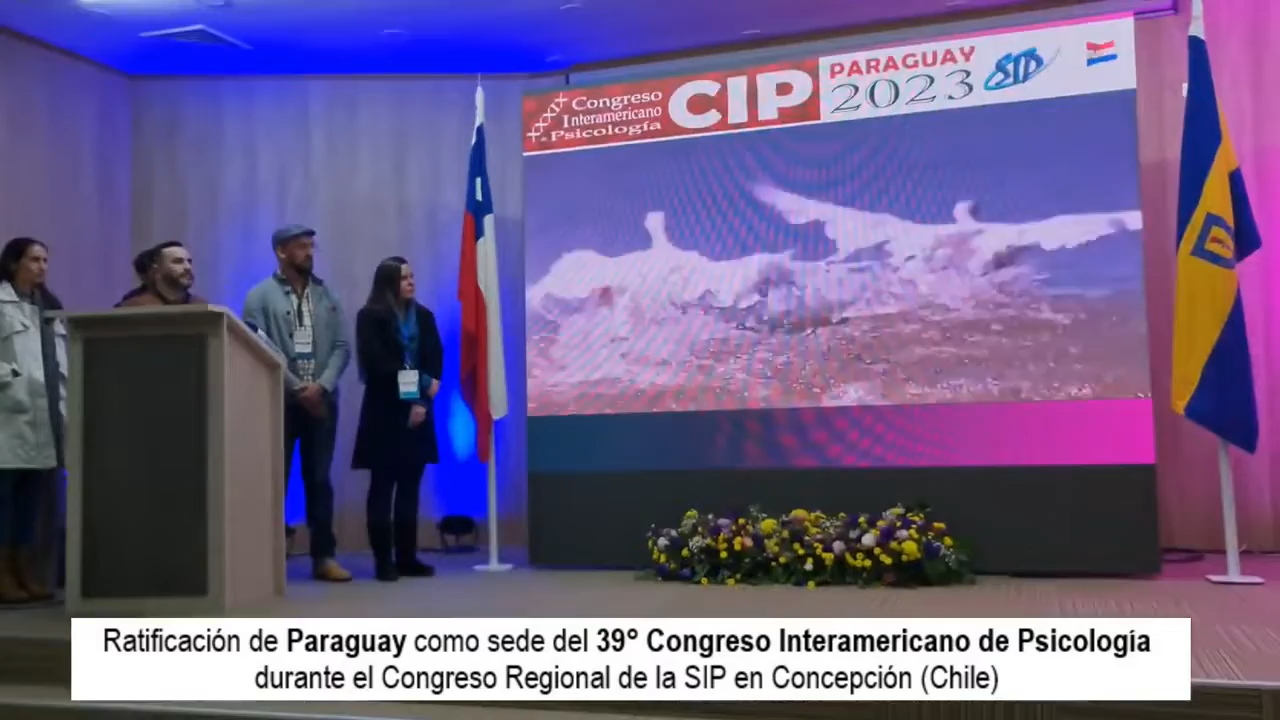 Congreso
Interamericano
de Psicología
CIP
PARAGUAY
2023
SIP
Ratificación de Paraguay como sede del 39° Congreso Interamericano de Psicología
durante el Congreso Regional de la SIP en Concepción (Chile)